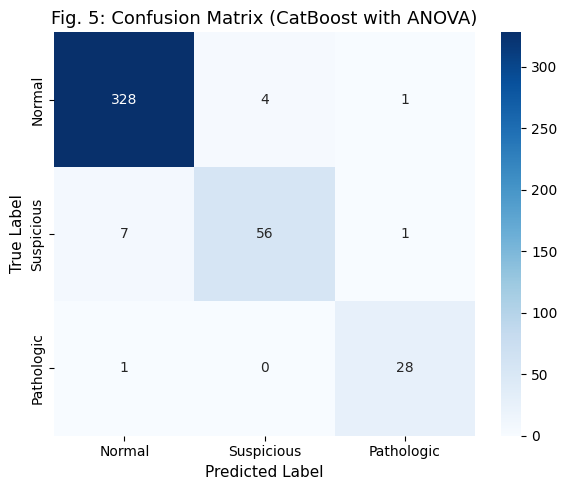 Fig. 5: Confusion Matrix (CatBoost with ANOVA)
True Label
Normal
328 4 1
Suspicious
7 56 1
Pathologic
1 0 28
Normal Suspicious Pathologic
Predicted Label
300
250
200
150
100
50
0